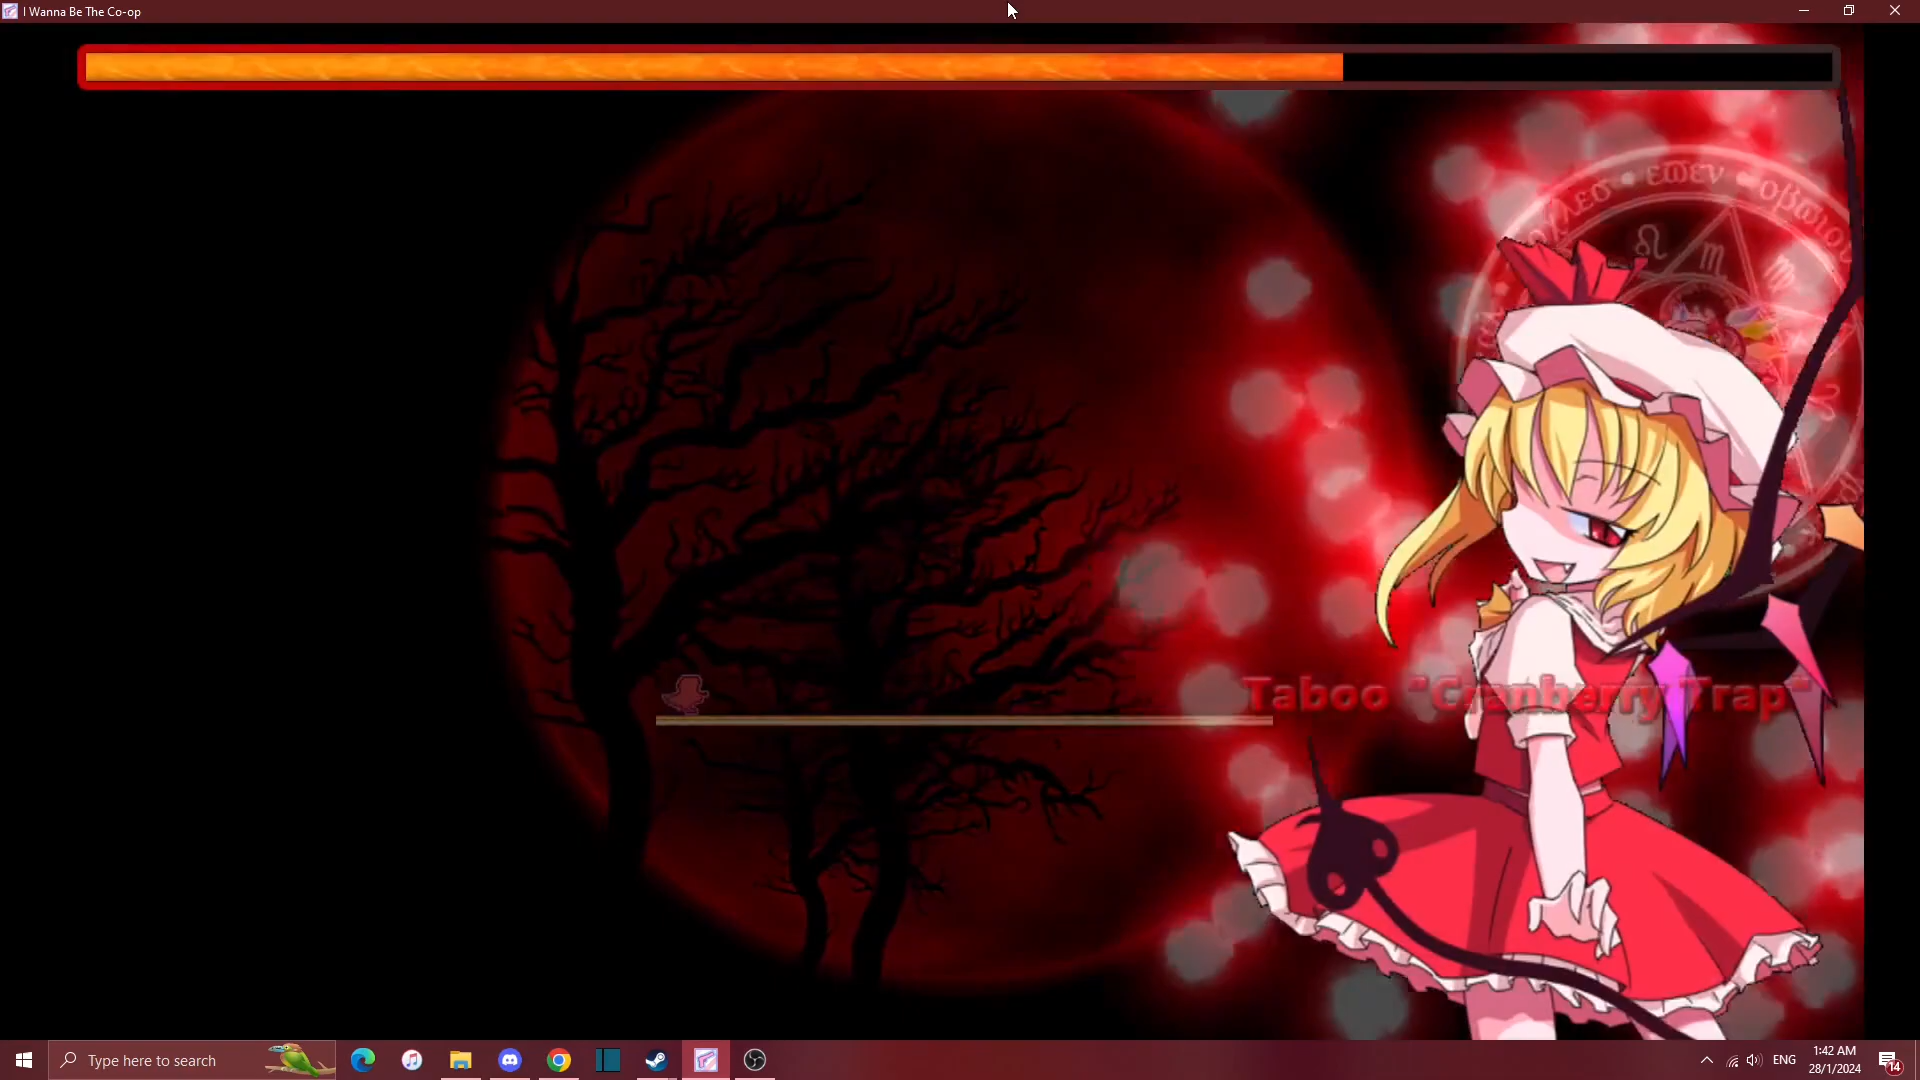 I Wanna Be The Co-op
Taboo "Cranberry Trap"
Type here to search
ENG
1:42 AM
28/1/2024
14